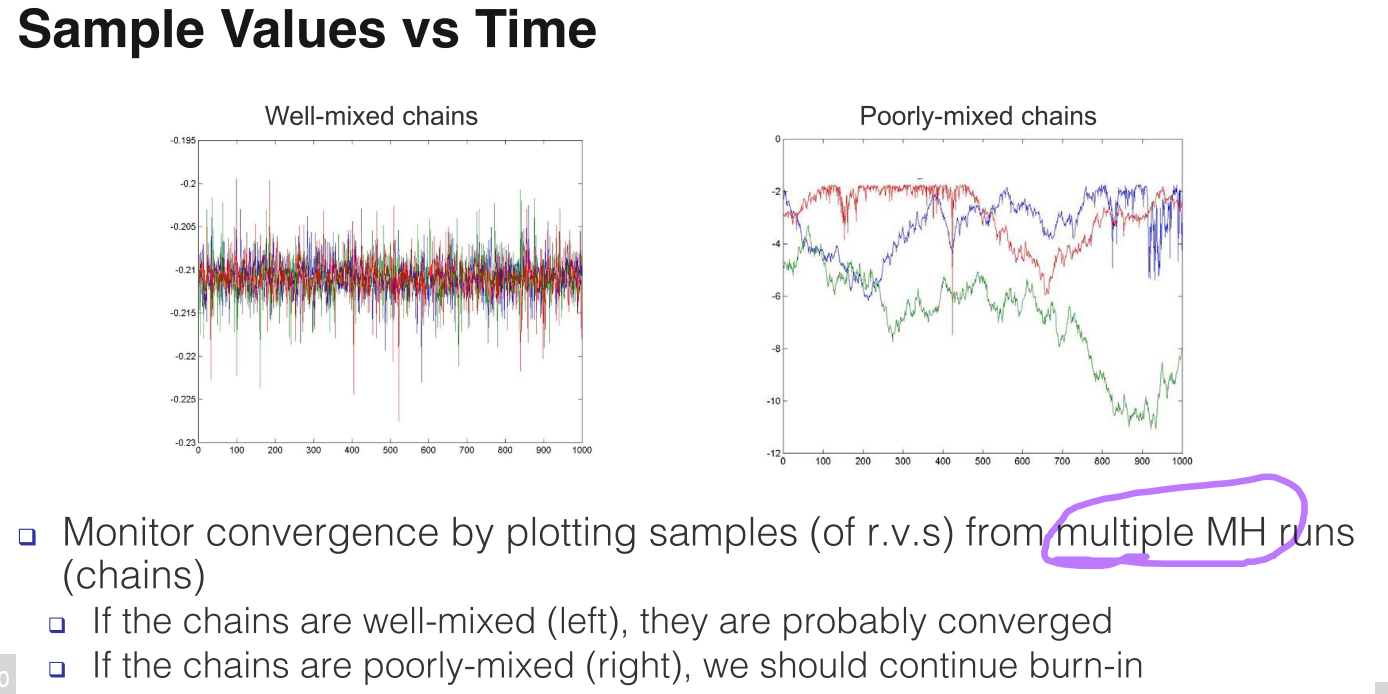 Sample Values vs Time
Well-mixed chains
Poorly-mixed chains
-0.195
-0.2
-0.205
-0.21
-0.215
-0.22
-0.225
-0.23
0 100 200 300 400 500 600 700 800 900 1000
0
-2
-4
-6
-8
-10
-12
0 100 200 300 400 500 600 700 800 900 1000
Monitor convergence by plotting samples (of r.v.s) from multiple MH runs
(chains)
If the chains are well-mixed (left), they are probably converged
If the chains are poorly-mixed (right), we should continue burn-in
0